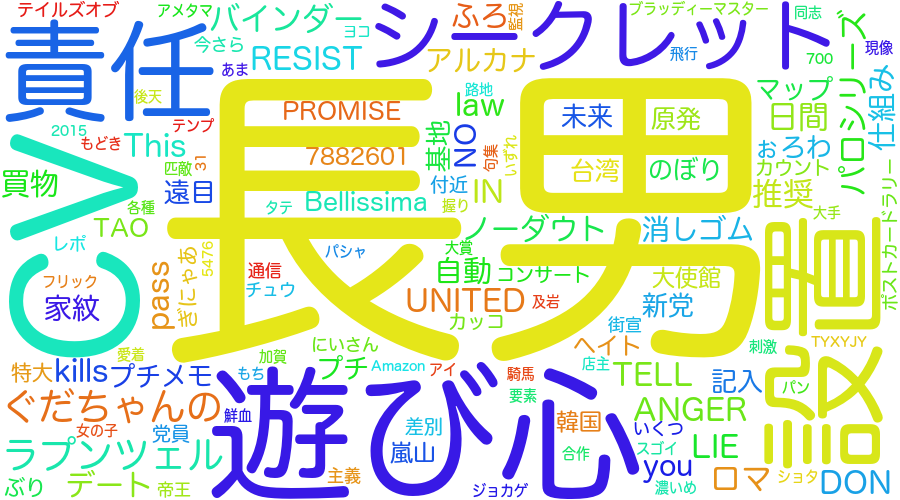 テイルズオブ
アメタマ
バインダー
ふろ
監視
ブラッディーマスター
同志
責任
今さら
ヨコ
シークレット
700
現像
あま
RESIST
アルカナ
後天
PROMISE
law
路地
マップ
パロシリーズ
仕組み
2015
テンプ
長男
未来
原発
日間
もどき
This
7882601
基地
NO
句集
いずれ
飛行
ぉろわ
CV
31
匹敵
台湾
のぼり
カウント
買物
遠目
付近
IN
推奨
各種
タテ
Bellissima
握り
大手
TAO
ノーダウト
消しゴム
ポストカードラリー
レポ
パシャ
大賞
設置
5476
ぎにゃあ
通信
自動
コンサート
大使館
フリック
pass
チュウ
UNITED
及岩
新党
家紋
カッコ
街宣
TYXYJY
愛着
加賀
にいさん
ヘイト
刺激
特大
kills
プチメモ
もち
プチ
Amazon
アイ
騎馬
店主
TELL
記入
パン
要素
ぐだちゃんの
鮮血
遊び心
ANGER
女の子
党員
差別
韓国
いくつ
ラプンツェル
嵐山
合作
スゴイ
LIE
ぶり
デート
帝王
主義
ジョカゲ
you
濃いめ
ロマ
ショタ
DON